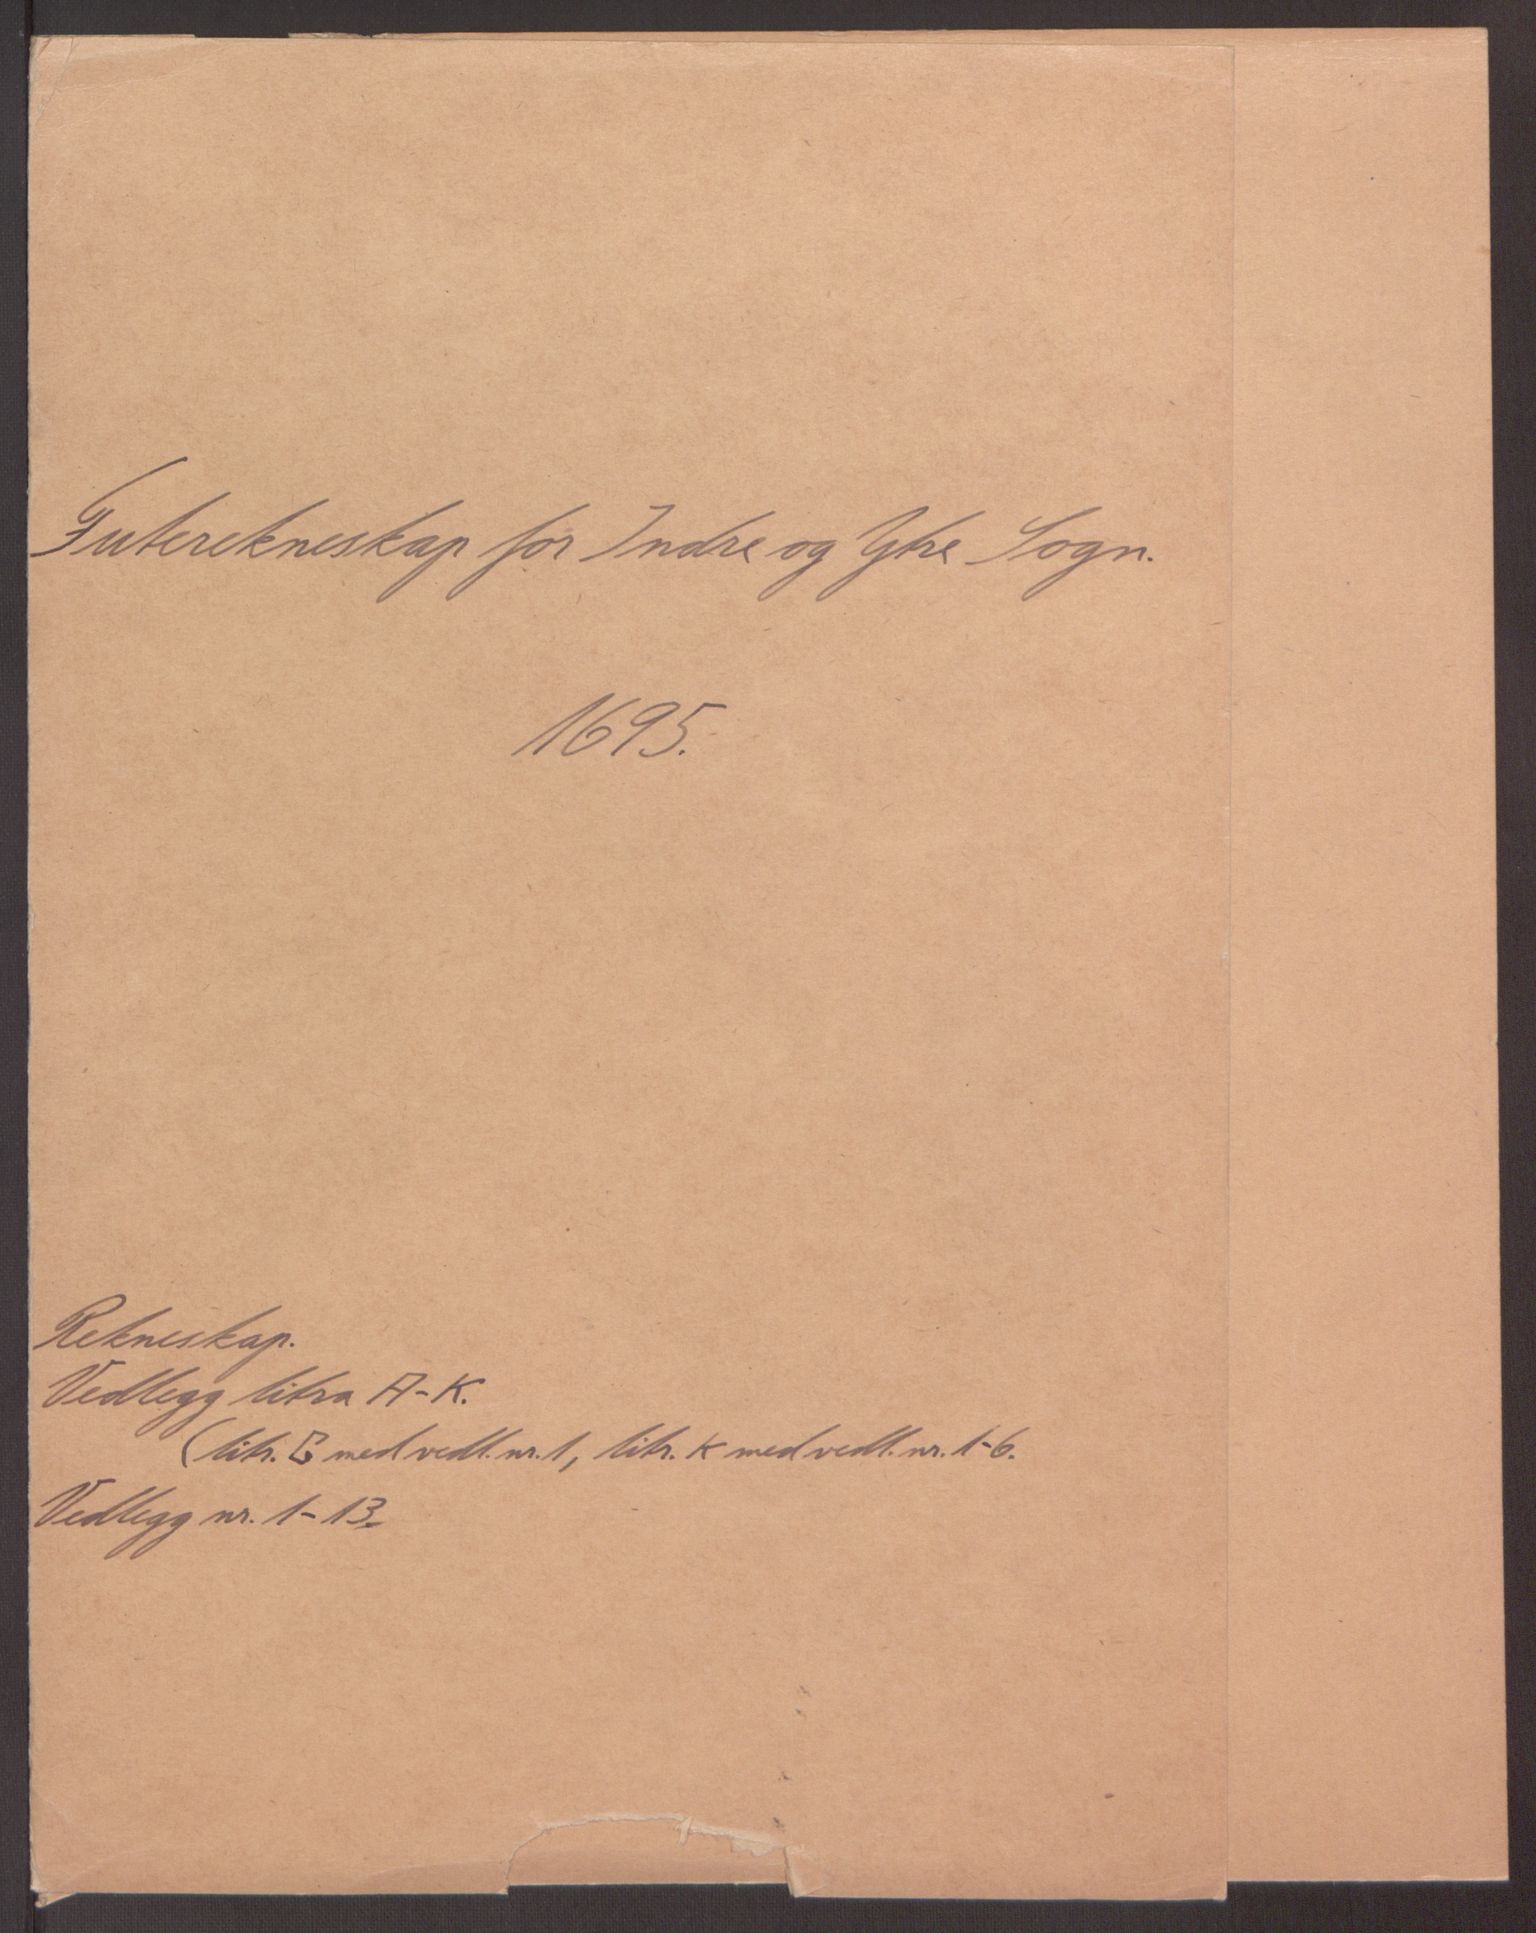 Futerekneskap for Indre og Ytre Sogn.
1695.
Rekneskap.
Vedlegg litra A-K.
(litr. B med vedl. nr. 1, litr. K med vedl. nr. 1-6.
Vedlegg nr. 1-13.